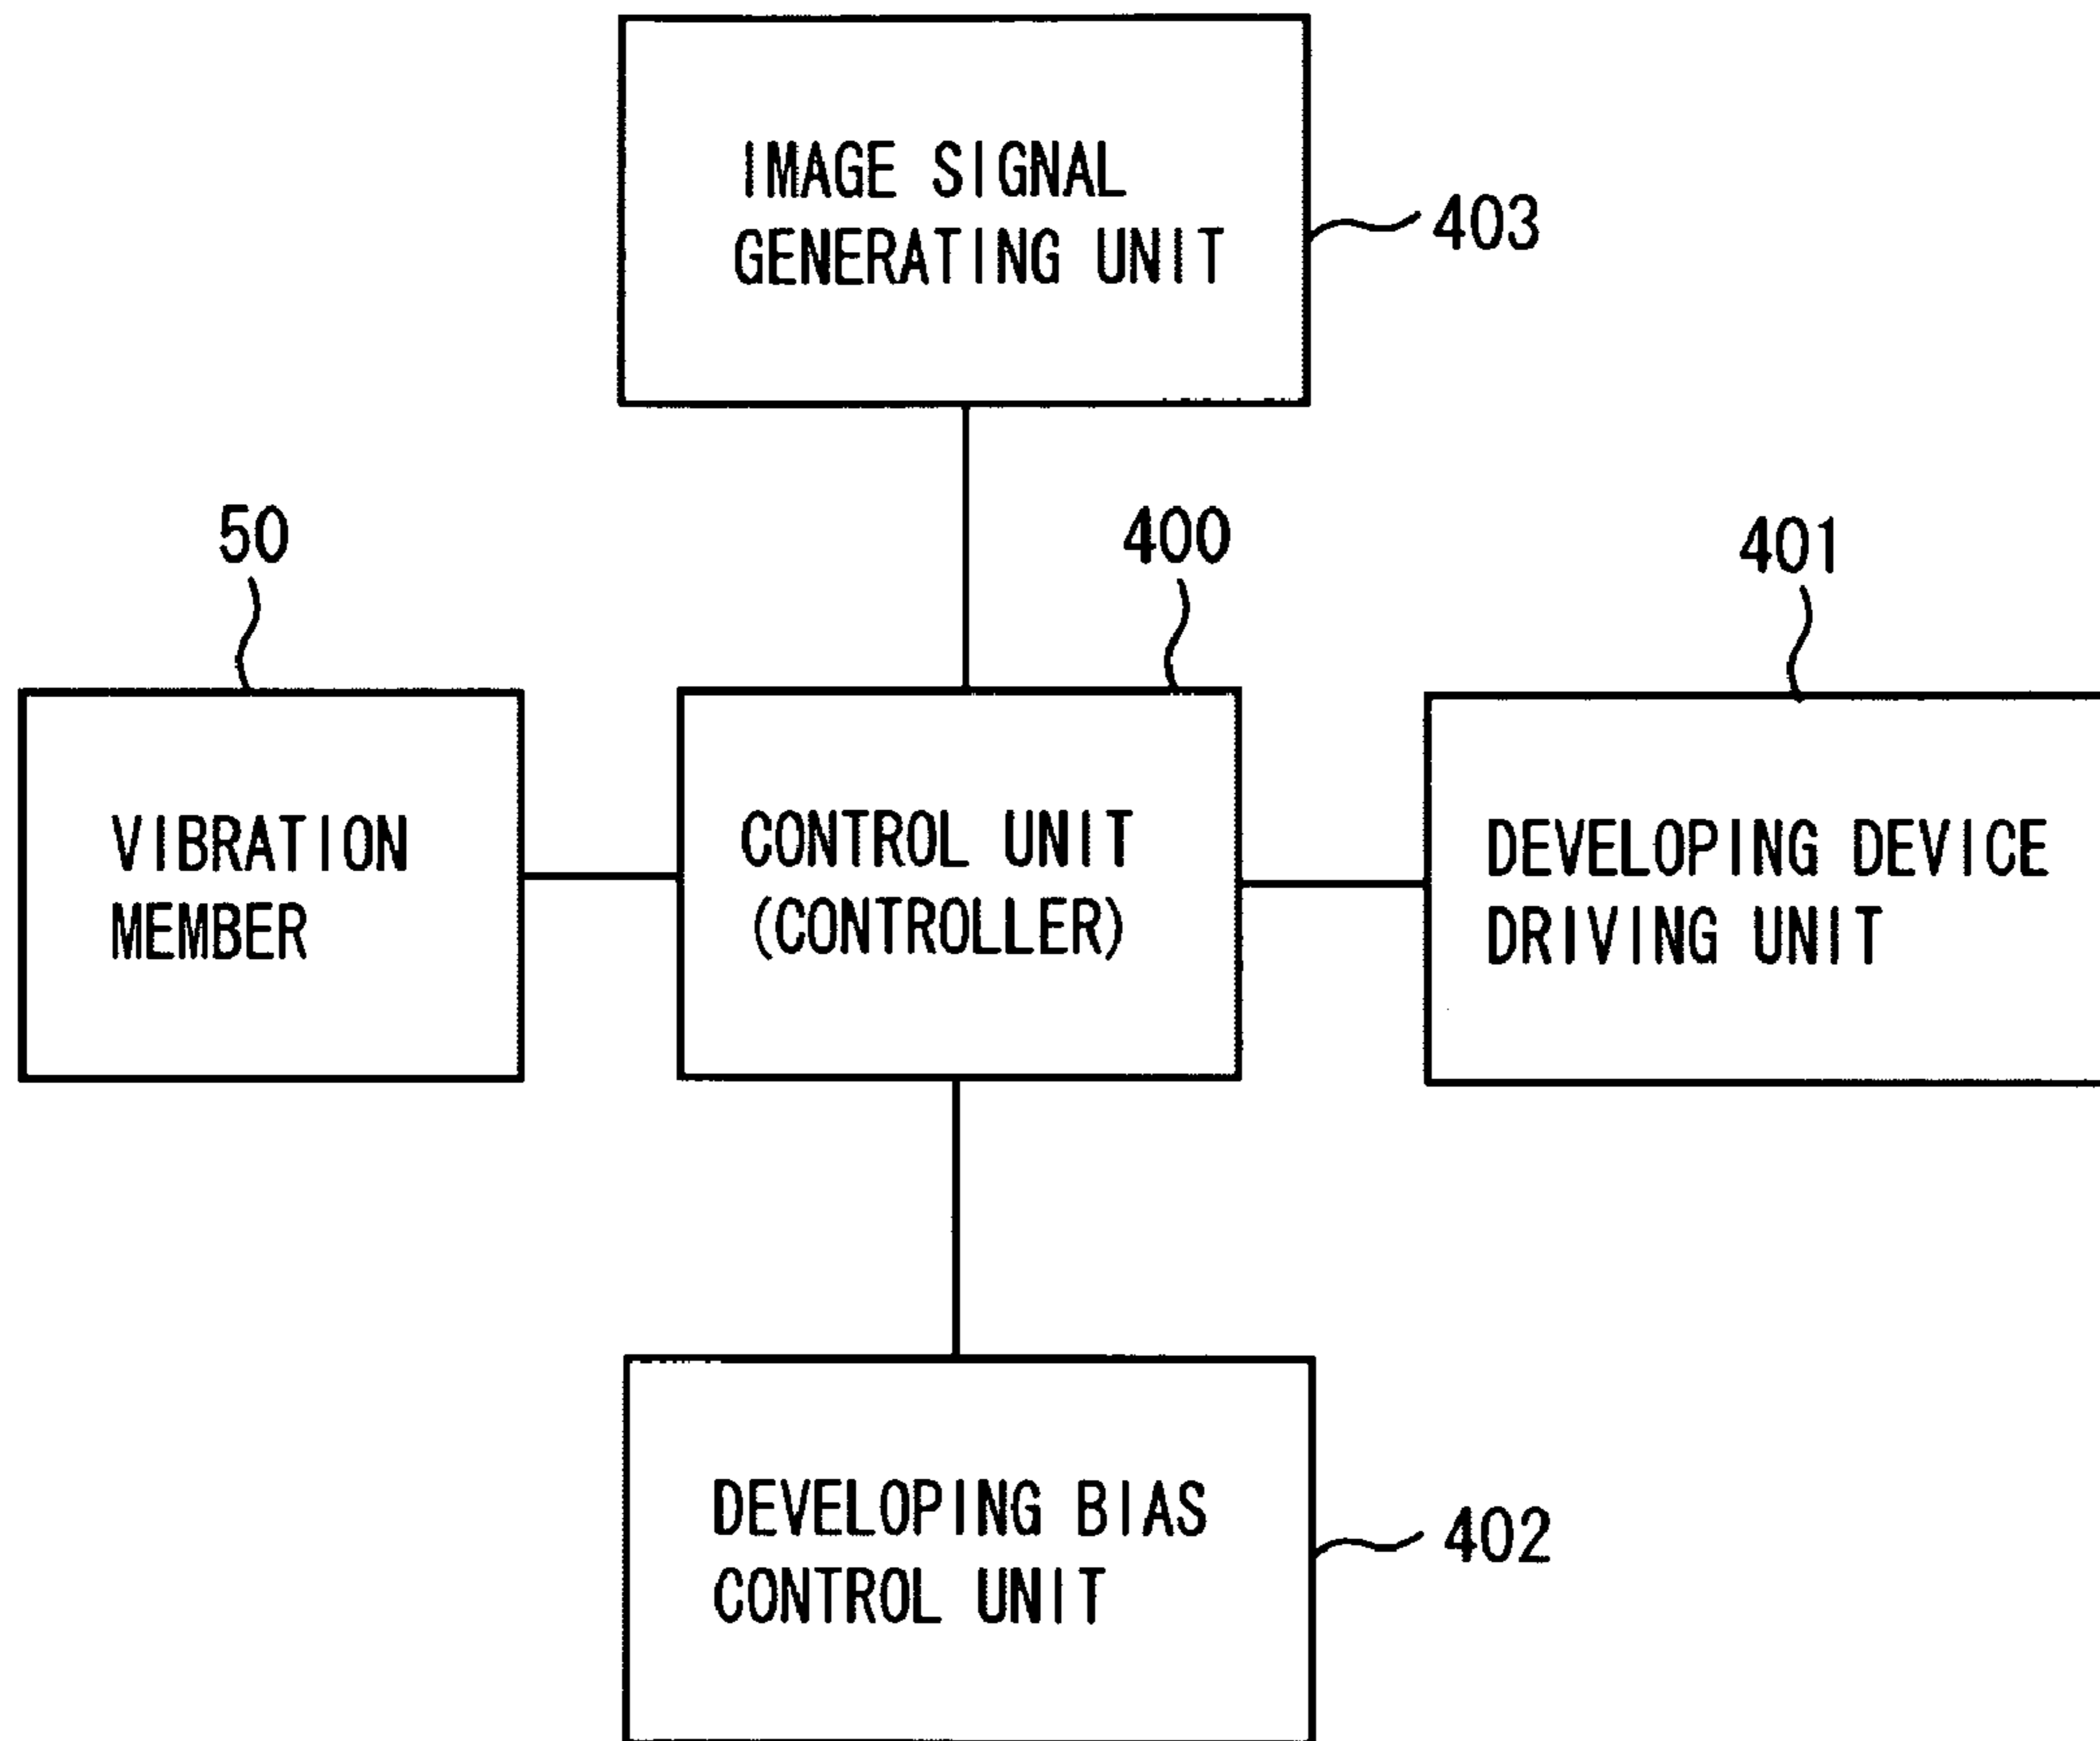 IMAGE SIGNAL
GENERATING UNIT
403
50
400
401
VIBRATION
MEMBER
CONTROL UNIT
(CONTROLLER)
DEVELOPING DEVICE
DRIVING UNIT
DEVELOPING BIAS
CONTROL UNIT
402